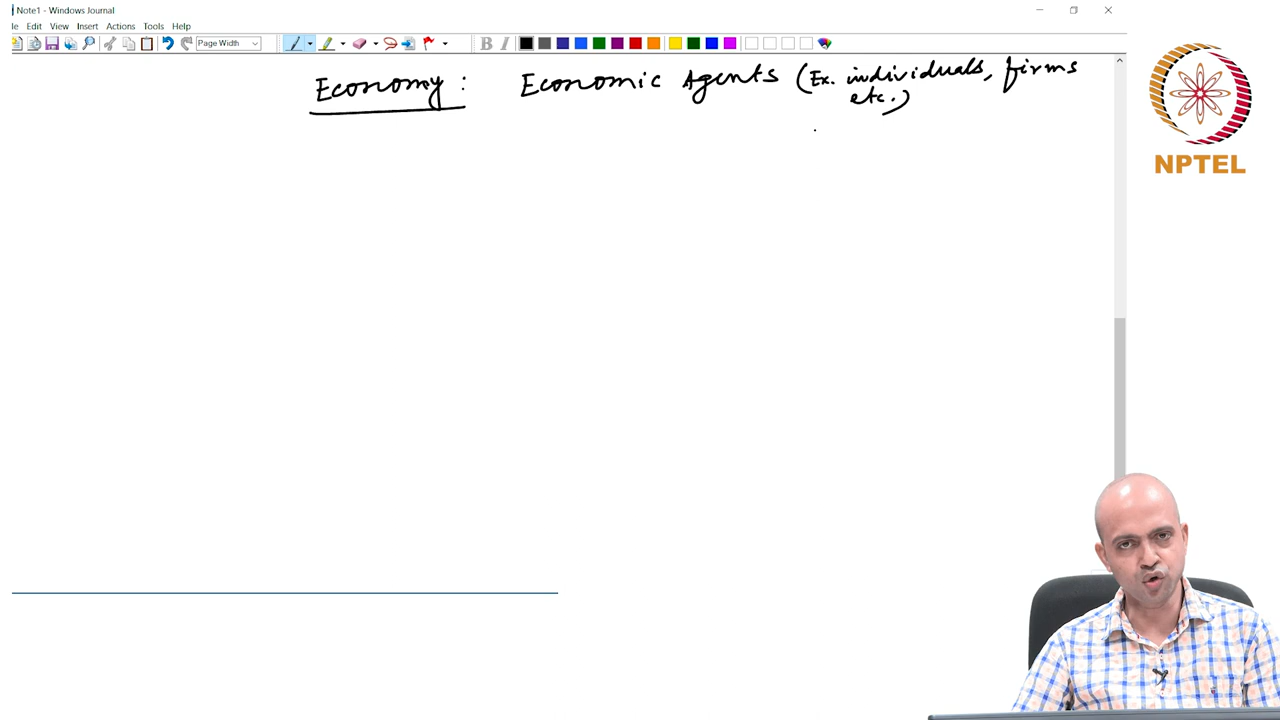 Note1 - Windows Journal
le Edit View Insert Actions Tools Help
Page Width
B I
Economy : Economic Agents (Ex. individuals, firms
etc.)
NPTEL